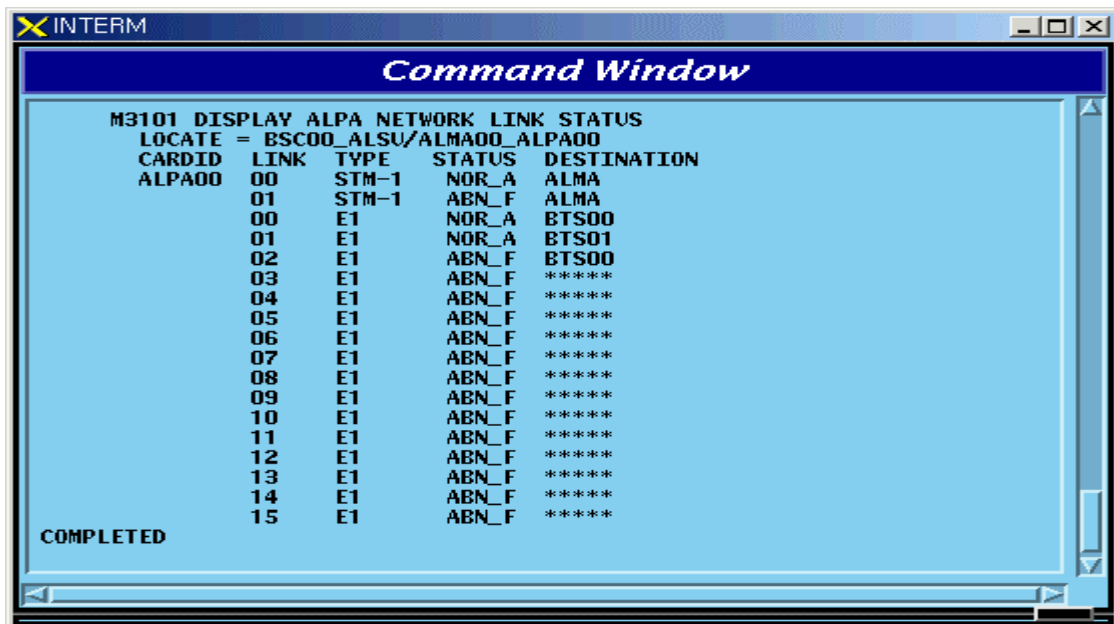 INTERM
Command Window
M3101 DISPLAY ALPA NETWORK LINK STATUS
LOCATE = BSC00_ALSU/ALMA00_ALPA00
CARDID LINK TYPE STATUS DESTINATION
ALPA00 00 STM-1 NOR_A ALMA
01 STM-1 ABN_F ALMA
00 E1 NOR_A BTS00
01 E1 NOR_A BTS01
02 E1 ABN_F BTS00
03 E1 ABN_F *****
04 E1 ABN_F *****
05 E1 ABN_F *****
06 E1 ABN_F *****
07 E1 ABN_F *****
08 E1 ABN_F *****
09 E1 ABN_F *****
10 E1 ABN_F *****
11 E1 ABN_F *****
12 E1 ABN_F *****
13 E1 ABN_F *****
14 E1 ABN_F *****
15 E1 ABN_F *****
COMPLETED